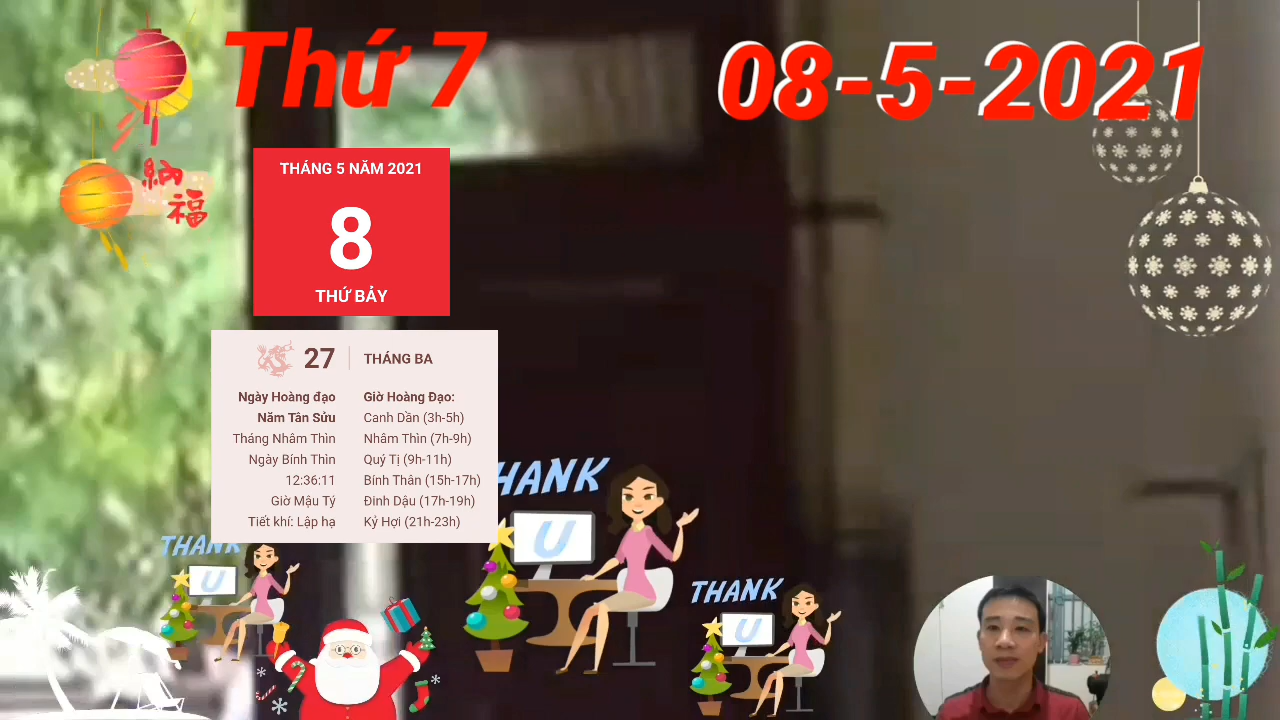 Thứ 7
08-5-2021
納
福
THÁNG 5 NĂM 2021
8
THỨ BẢY
27 THÁNG BA
Ngày Hoàng đạo
Năm Tân Sửu
Tháng Nhâm Thìn
Ngày Bính Thìn
12:36:11
Giờ Mậu Tý
Tiết khí: Lập hạ
Giờ Hoàng Đạo:
Canh Dần (3h-5h)
Nhâm Thìn (7h-9h)
Quý Tị (9h-11h)
Bính Thân (15h-17h)
Đinh Dậu (17h-19h)
Kỷ Hợi (21h-23h)
HANK
U
THANK
U
THANK
U